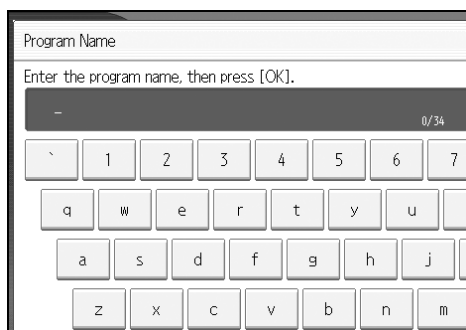 Program Name
Enter the program name, then press [OK].
_
0/34
` 1 2 3 4 5 6 7
q w e r t y u
a s d f g h j
z x c v b n m